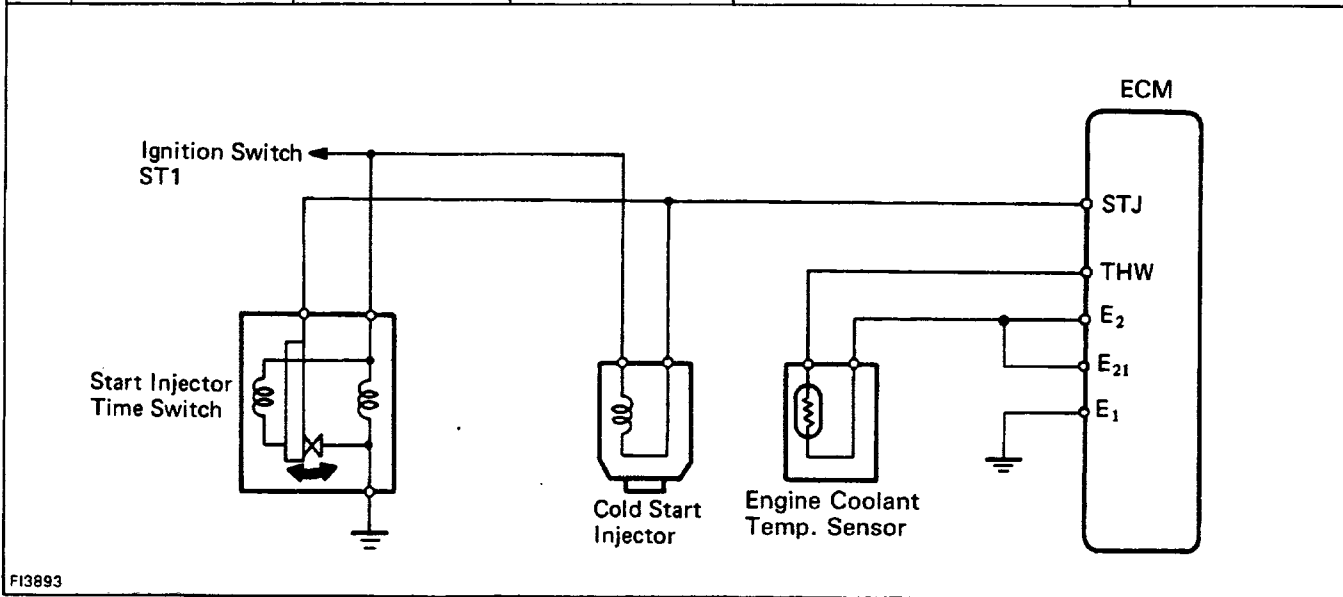 ECM
Ignition Switch
ST1
STJ
THW
E₂
E₂₁
E₁
Start Injector
Time Switch
Cold Start
Injector
Engine Coolant
Temp. Sensor
FI3893